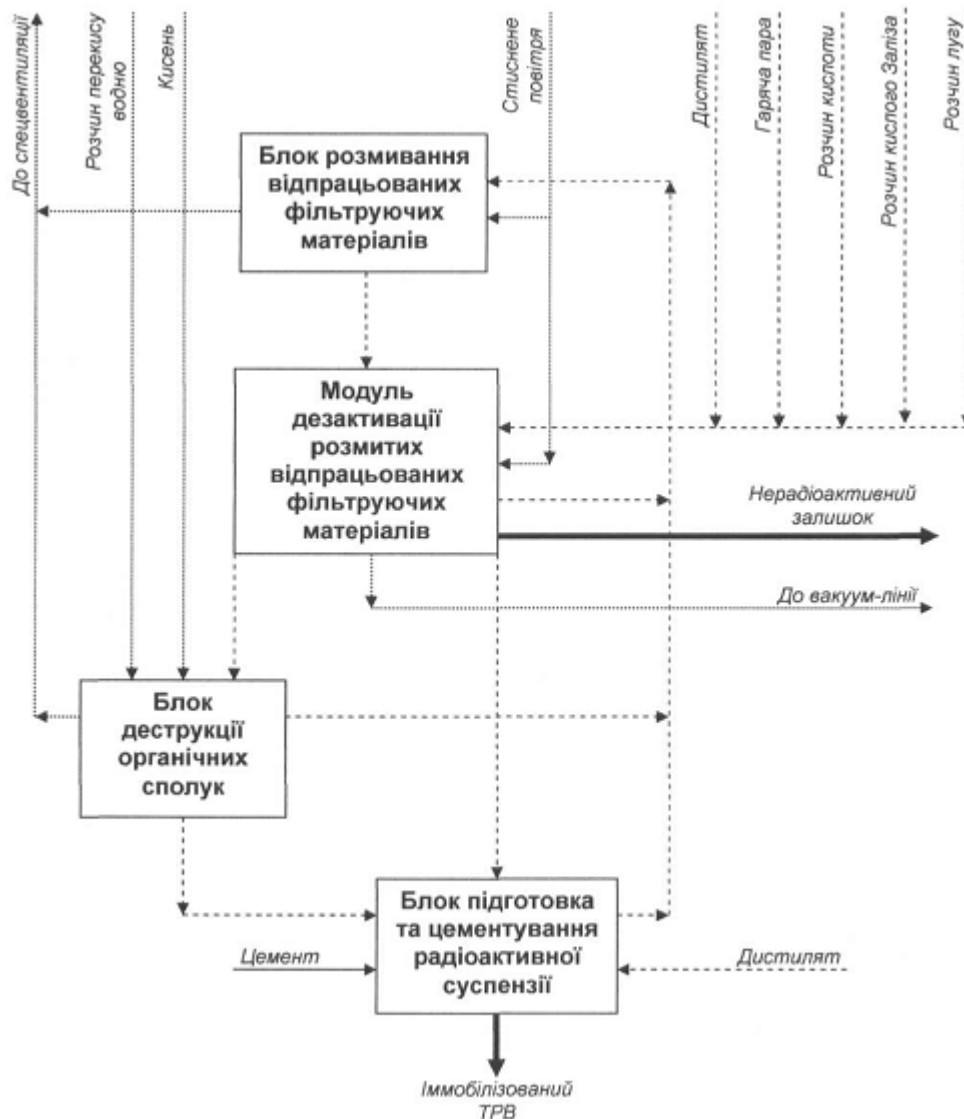 До спецвентиляції
Розчин перекису
водню
Кисень
Стиснене
повітря
Дистилят
Гаряча пара
Розчин кислоти
Розчин кислого Заліза
Розчин лугу
Блок розмивання
відпрацьованих
фільтруючих
матеріалів
Модуль
дезактивації
розмитих
відпрацьованих
фільтруючих
матеріалів
Нерадіоактивний
залишок
До вакуум-лінії
Блок
деструкції
органічних
сполук
Блок підготовка
та цементування
радіоактивної
суспензії
Цемент
Дистилят
Іммобілізований
ТРВ